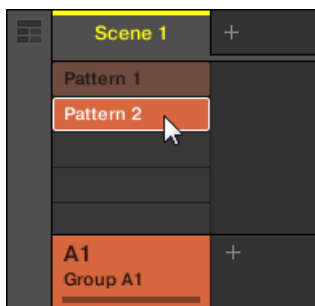 Scene 1
+
Pattern 1
Pattern 2
A1
+
Group A1